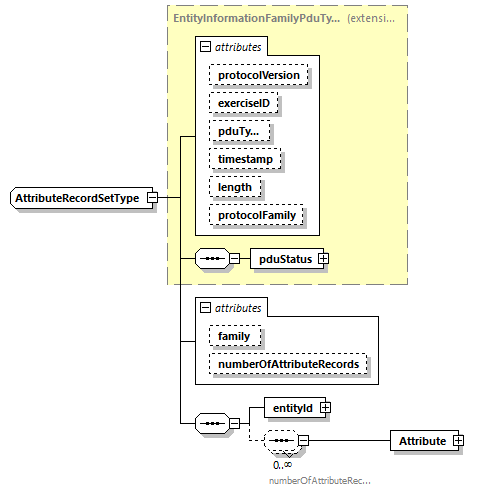 EntityInformationFamilyPduTy... (extensi...
attributes
protocolVersion
exerciseID
pduTy...
timestamp
length
protocolFamily
AttributeRecordSetType
pduStatus
attributes
family
numberOfAttributeRecords
entityId
Attribute
0..∞
numberOfAttributeRec...